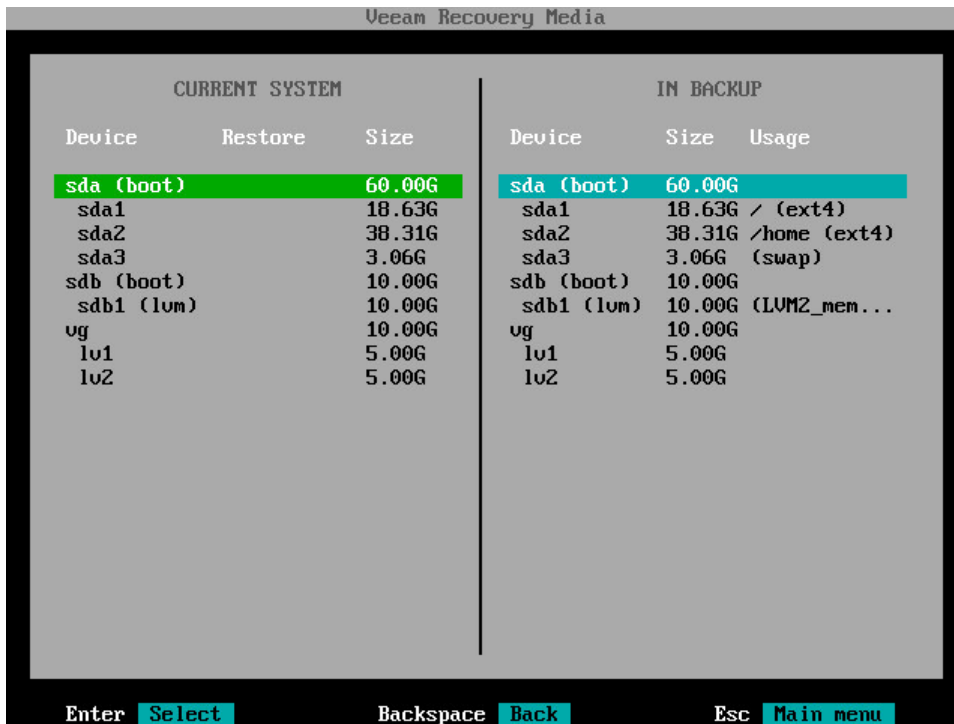 Veeam Recovery Media
CURRENT SYSTEM
Device Restore Size
sda (boot) 60.00G
sda1 18.63G
sda2 38.31G
sda3 3.06G
sdb (boot) 10.00G
sdb1 (lvm) 10.00G
vg 10.00G
lv1 5.00G
lv2 5.00G
IN BACKUP
Device Size Usage
sda (boot) 60.00G
sda1 18.63G / (ext4)
sda2 38.31G /home (ext4)
sda3 3.06G (swap)
sdb (boot) 10.00G
sdb1 (lvm) 10.00G (LVM2_mem...
vg 10.00G
lv1 5.00G
lv2 5.00G
Enter Select Backspace Back Esc Main menu